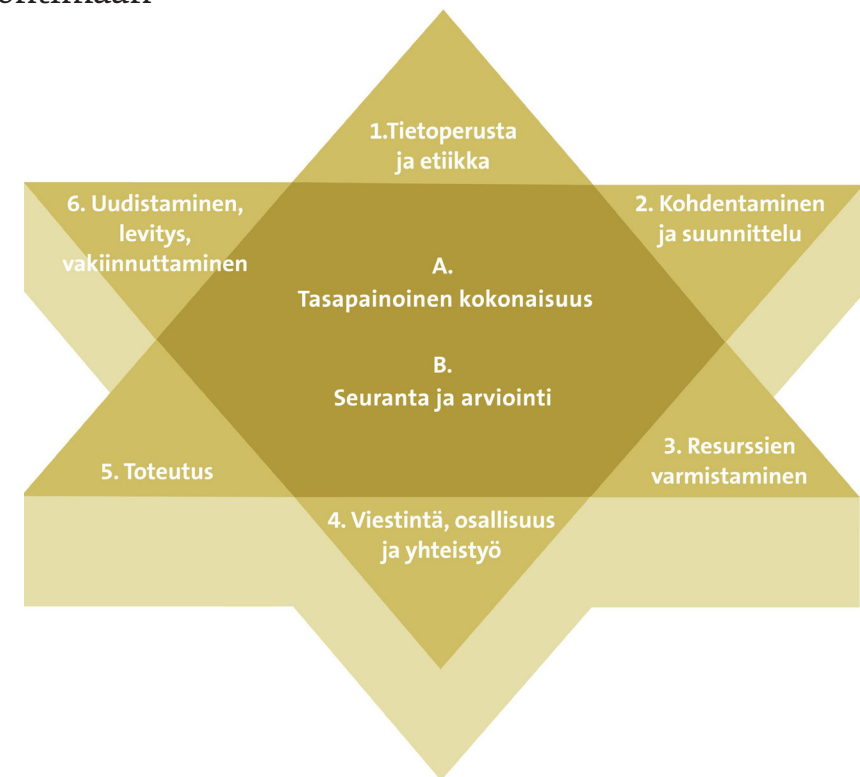 1.Tietoperusta
ja etiikka
6. Uudistaminen,
levitys,
vakiinnuttaminen
2. Kohdentaminen
ja suunnittelu
A.
Tasapainoinen kokonaisuus
B.
Seuranta ja arviointi
5. Toteutus
3. Resurssien
varmistaminen
4. Viestintä, osallisuus
ja yhteistyö